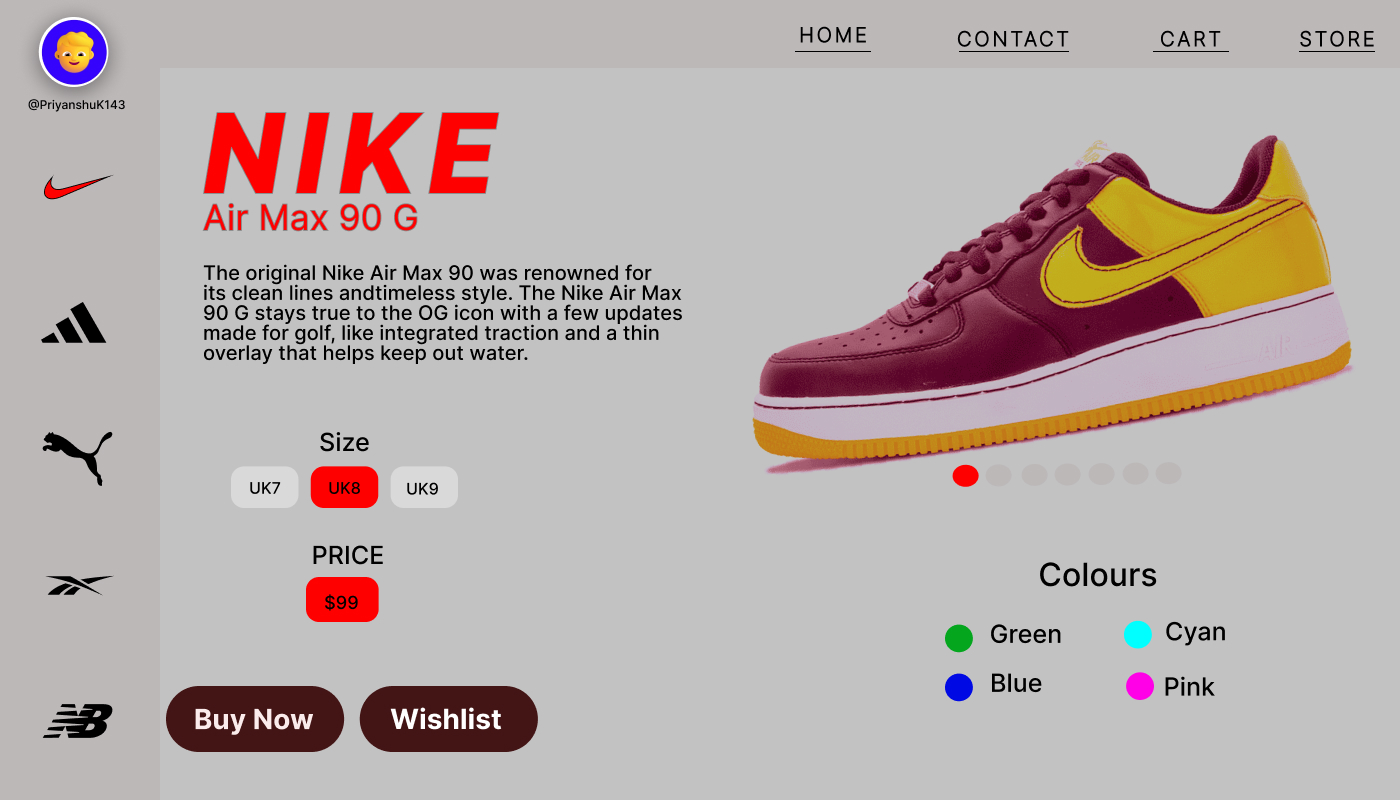 HOME
CONTACT
CART
STORE
@PriyanshuK143
NIKE
Air Max 90 G
The original Nike Air Max 90 was renowned for
its clean lines andtimeless style. The Nike Air Max
90 G stays true to the OG icon with a few updates
made for golf, like integrated traction and a thin
overlay that helps keep out water.
Size
UK7
UK8
UK9
PRICE
$99
Colours
Green
Cyan
Blue
Pink
Buy Now
Wishlist